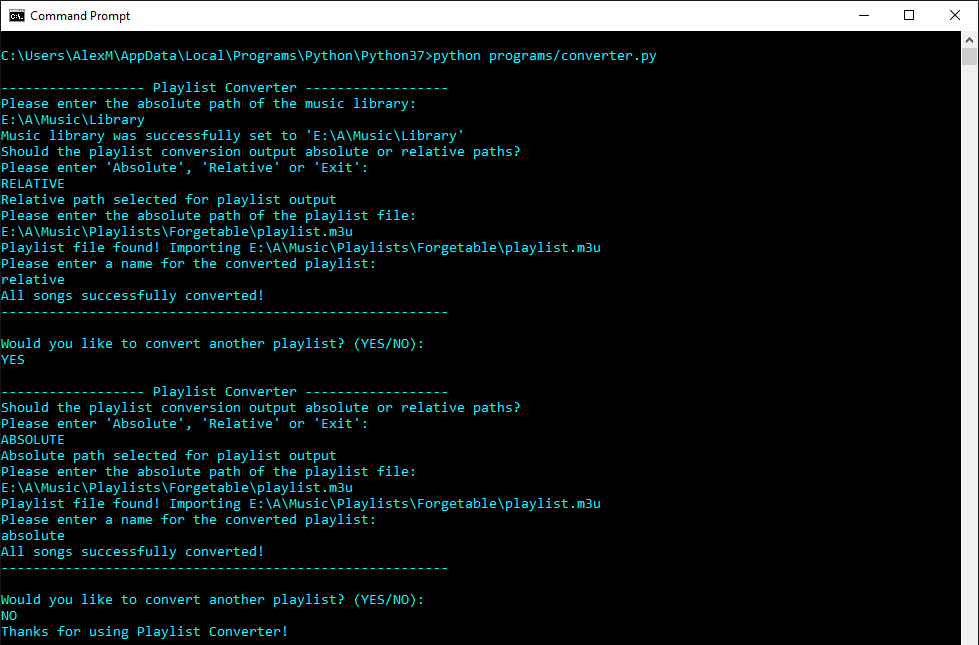 Command Prompt
C:\Users\AlexM\AppData\Local\Programs\Python\Python37>python programs/converter.py
------------------ Playlist Converter ------------------
Please enter the absolute path of the music library:
E:\A\Music\Library
Music library was successfully set to 'E:\A\Music\Library'
Should the playlist conversion output absolute or relative paths?
Please enter 'Absolute', 'Relative' or 'Exit':
RELATIVE
Relative path selected for playlist output
Please enter the absolute path of the playlist file:
E:\A\Music\Playlists\Forgetable\playlist.m3u
Playlist file found! Importing E:\A\Music\Playlists\Forgetable\playlist.m3u
Please enter a name for the converted playlist:
relative
All songs successfully converted!
--------------------------------------------------------
Would you like to convert another playlist? (YES/NO):
YES
------------------ Playlist Converter ------------------
Should the playlist conversion output absolute or relative paths?
Please enter 'Absolute', 'Relative' or 'Exit':
ABSOLUTE
Absolute path selected for playlist output
Please enter the absolute path of the playlist file:
E:\A\Music\Playlists\Forgetable\playlist.m3u
Playlist file found! Importing E:\A\Music\Playlists\Forgetable\playlist.m3u
Please enter a name for the converted playlist:
absolute
All songs successfully converted!
--------------------------------------------------------
Would you like to convert another playlist? (YES/NO):
NO
Thanks for using Playlist Converter!